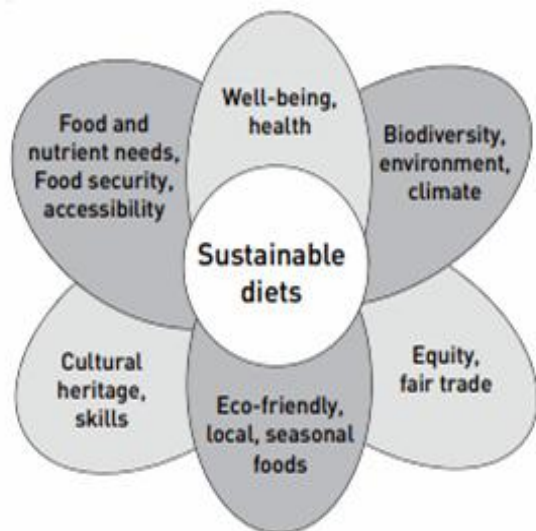 Well-being,
health
Food and
nutrient needs,
Food security,
accessibility
Biodiversity,
environment,
climate
Sustainable
diets
Cultural
heritage,
skills
Eco-friendly,
local, seasonal
foods
Equity,
fair trade